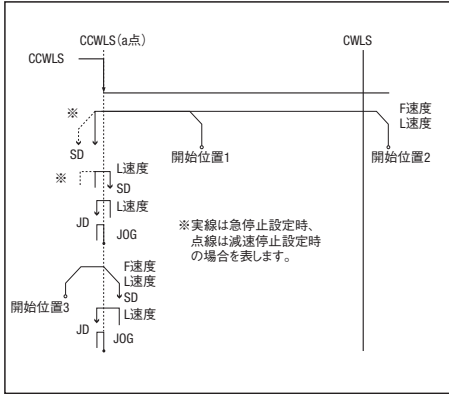 CCWLS(a点)
CWLS
CCWLS
※
F速度
L速度
SD
開始位置1
開始位置2
※
L速度
SD
L速度
JD
JOG
※実線は急停止設定時、
点線は減速停止設定時
の場合を表します。
F速度
L速度
SD
開始位置3
L速度
JD
JOG